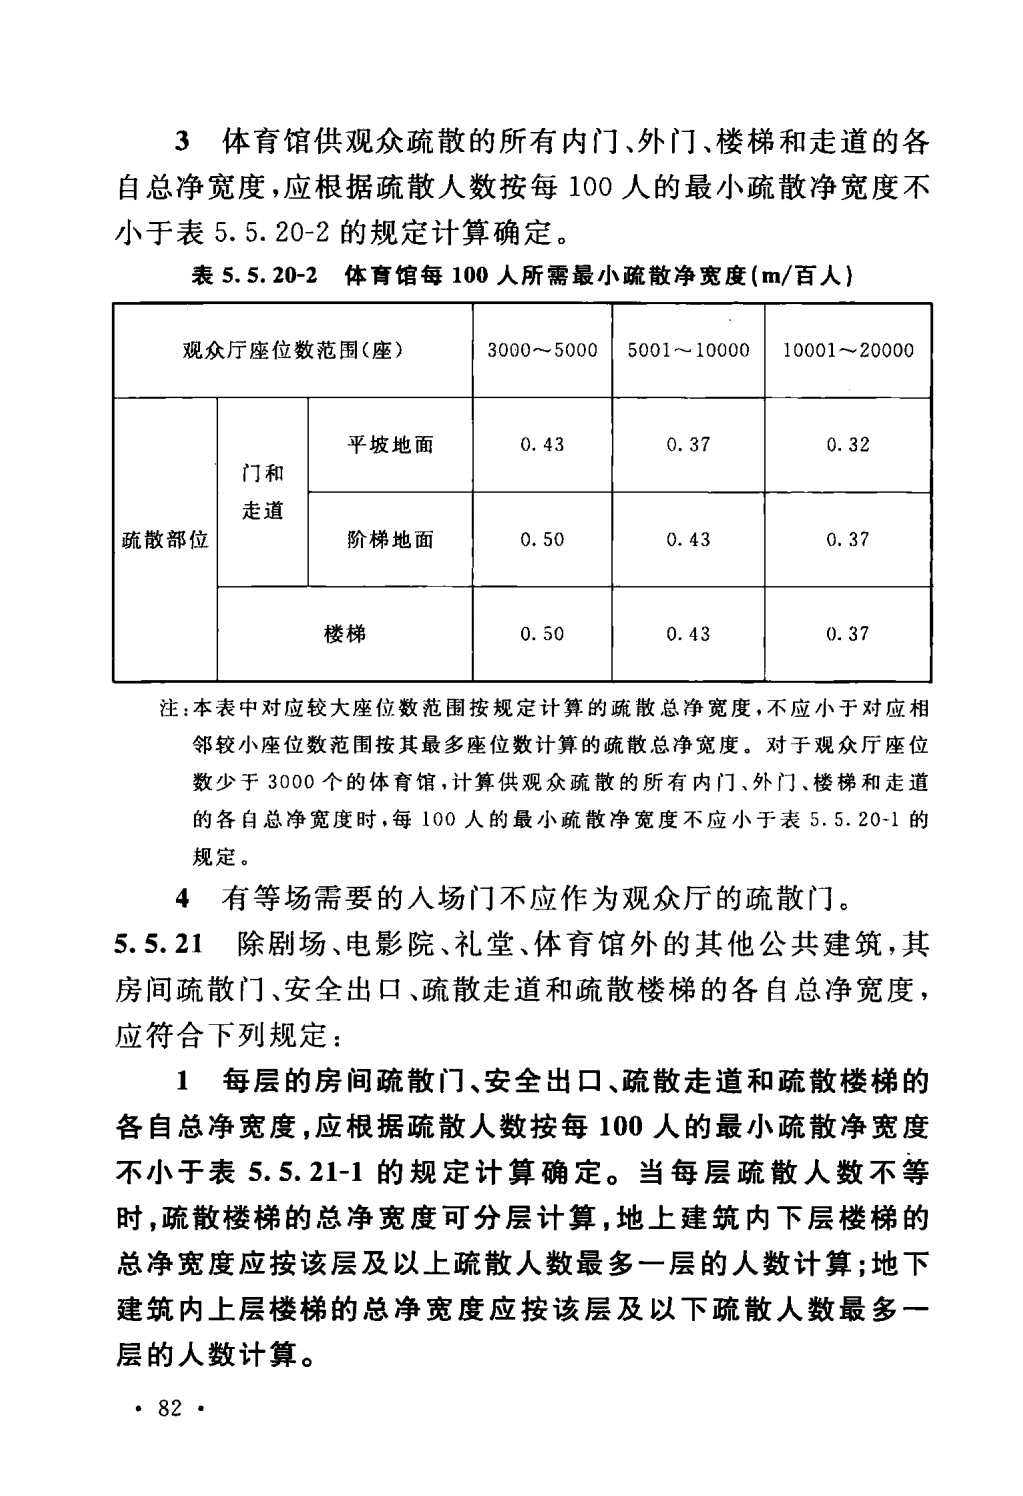 3 体育馆供观众疏散的所有内门、外门、楼梯和走道的各
自总净宽度,应根据疏散人数按每 100 人的最小疏散净宽度不
小于表 5.5.20-2 的规定计算确定。
表 5.5.20-2 体育馆每 100 人所需最小疏散净宽度(m/百人)
观众厅座位数范围(座) 3000～5000 5001～10000 10001～20000
疏散部位 门和走道 平坡地面 0.43 0.37 0.32
阶梯地面 0.50 0.43 0.37
楼梯 0.50 0.43 0.37
注:本表中对应较大座位数范围按规定计算的疏散总净宽度,不应小于对应相
邻较小座位数范围按其最多座位数计算的疏散总净宽度。对于观众厅座位
数少于 3000 个的体育馆,计算供观众疏散的所有内门、外门、楼梯和走道
的各自总净宽度时,每 100 人的最小疏散净宽度不应小于表 5.5.20-1 的
规定。
4 有等场需要的入场门不应作为观众厅的疏散门。
5.5.21 除剧场、电影院、礼堂、体育馆外的其他公共建筑,其
房间疏散门、安全出口、疏散走道和疏散楼梯的各自总净宽度,
应符合下列规定:
1 每层的房间疏散门、安全出口、疏散走道和疏散楼梯的
各自总净宽度,应根据疏散人数按每 100 人的最小疏散净宽度
不小于表 5.5.21-1 的规定计算确定。当每层疏散人数不等
时,疏散楼梯的总净宽度可分层计算,地上建筑内下层楼梯的
总净宽度应按该层及以上疏散人数最多一层的人数计算;地下
建筑内上层楼梯的总净宽度应按该层及以下疏散人数最多一
层的人数计算。
· 82 ·